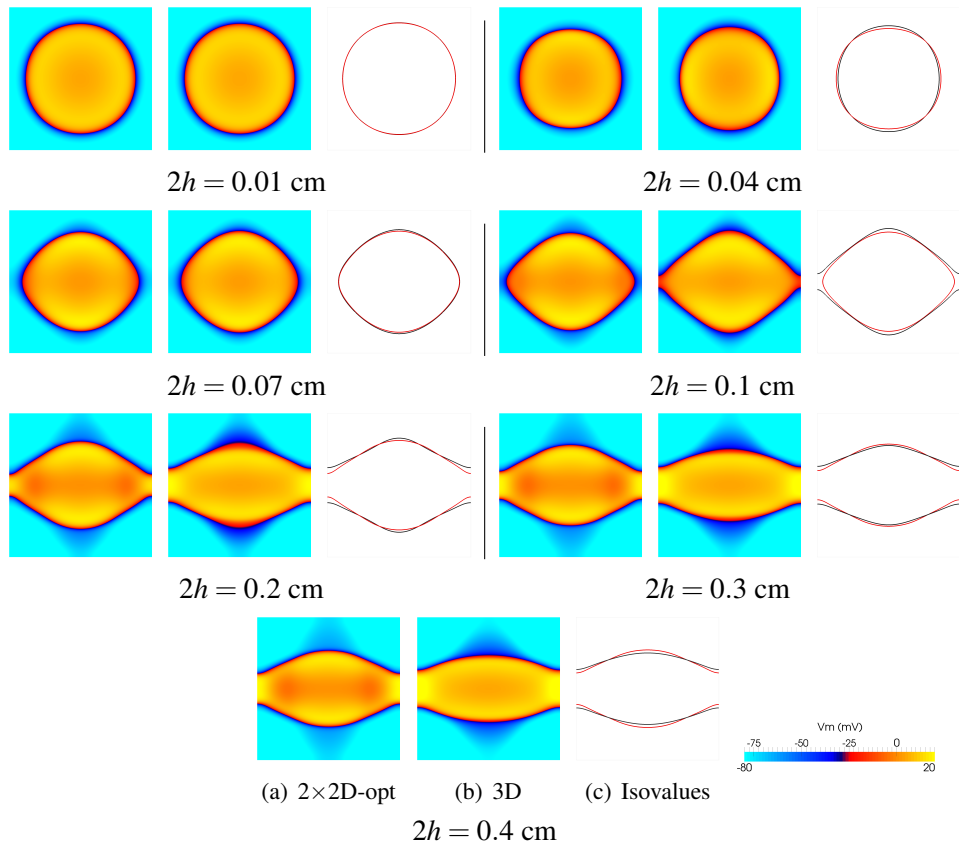 2h = 0.01 cm
2h = 0.04 cm
2h = 0.07 cm
2h = 0.1 cm
2h = 0.2 cm
2h = 0.3 cm
Vm (mV)
-75 -50 -25 0
-80 20
(a) 2×2D-opt (b) 3D (c) Isovalues
2h = 0.4 cm